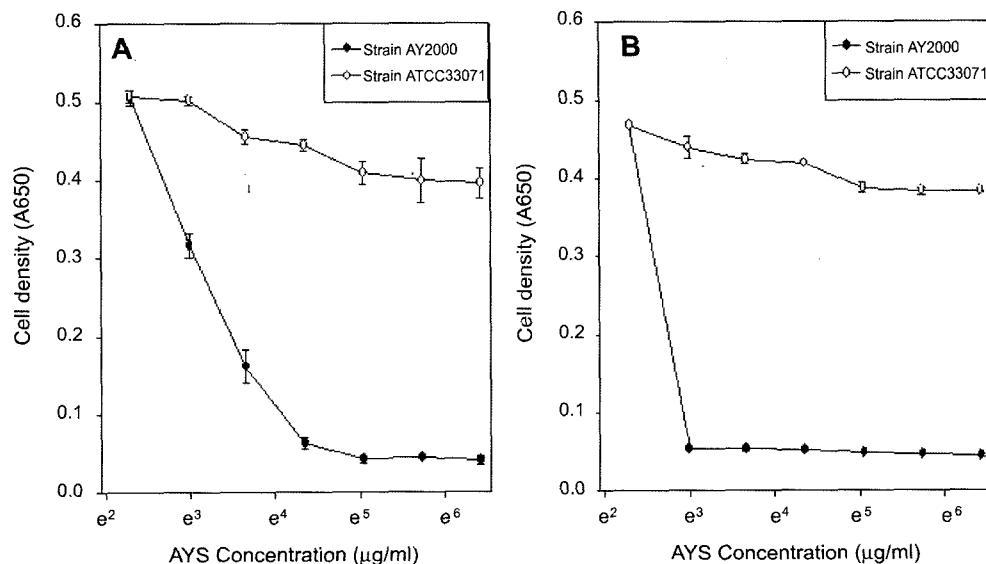 A
Strain AY2000
Strain ATCC33071
0.6
0.5
0.4
0.3
0.2
0.1
0.0
Cell density (A650)
e2 e3 e4 e5 e6
AYS Concentration (µg/ml)
B
Strain AY2000
Strain ATCC33071
0.6
0.5
0.4
0.3
0.2
0.1
0.0
Cell density (A650)
e2 e3 e4 e5 e6
AYS Concentration (µg/ml)